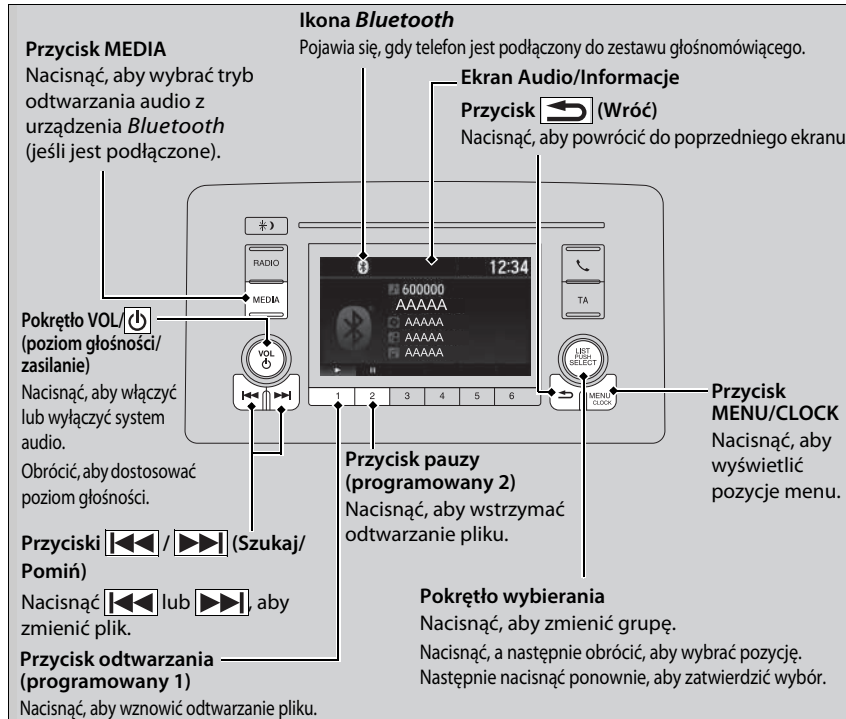 Ikona Bluetooth
Pojawia się, gdy telefon jest podłączony do zestawu głośnomówiącego.
Przycisk MEDIA
Nacisnąć, aby wybrać tryb
odtwarzania audio z
urządzenia Bluetooth
(jeśli jest podłączone).
Ekran Audio/Informacje
Przycisk (Wróć)
Nacisnąć, aby powrócić do poprzedniego ekranu
RADIO
MEDIA
12:34
600000
AAAAA
AAAAA
AAAAA
AAAAA
TA
VOL
LIST
PUSH
SELECT
1 2 3 4 5 6
MENU
CLOCK
Pokrętło VOL/
(poziom głośności/
zasilanie)
Nacisnąć, aby włączyć
lub wyłączyć system
audio.
Obrócić, aby dostosować
poziom głośności.
Przycisk
MENU/CLOCK
Nacisnąć, aby
wyświetlić
pozycje menu.
Przycisk pauzy
(programowany 2)
Nacisnąć, aby wstrzymać
odtwarzanie pliku.
Przyciski / (Szukaj/
Pomiń)
Nacisnąć lub , aby
zmienić plik.
Pokrętło wybierania
Nacisnąć, aby zmienić grupę.
Nacisnąć, a następnie obrócić, aby wybrać pozycję.
Następnie nacisnąć ponownie, aby zatwierdzić wybór.
Przycisk odtwarzania
(programowany 1)
Nacisnąć, aby wznowić odtwarzanie pliku.